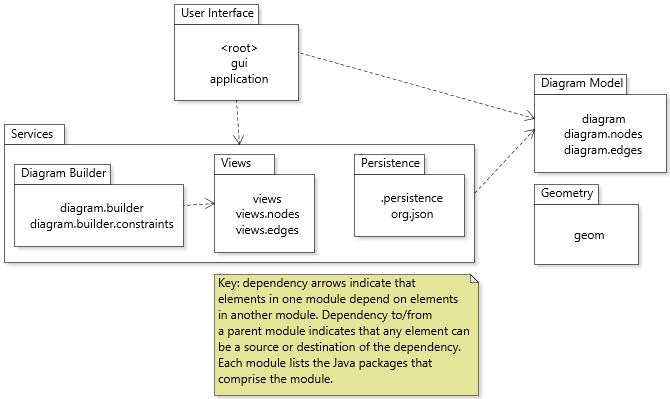 User Interface
<root>
gui
application
Diagram Model
diagram
diagram.nodes
diagram.edges
Services
Diagram Builder
diagram.builder
diagram.builder.constraints
Views
views
views.nodes
views.edges
Persistence
.persistence
org.json
Geometry
geom
Key: dependency arrows indicate that
elements in one module depend on elements
in another module. Dependency to/from
a parent module indicates that any element can
be a source or destination of the dependency.
Each module lists the Java packages that
comprise the module.